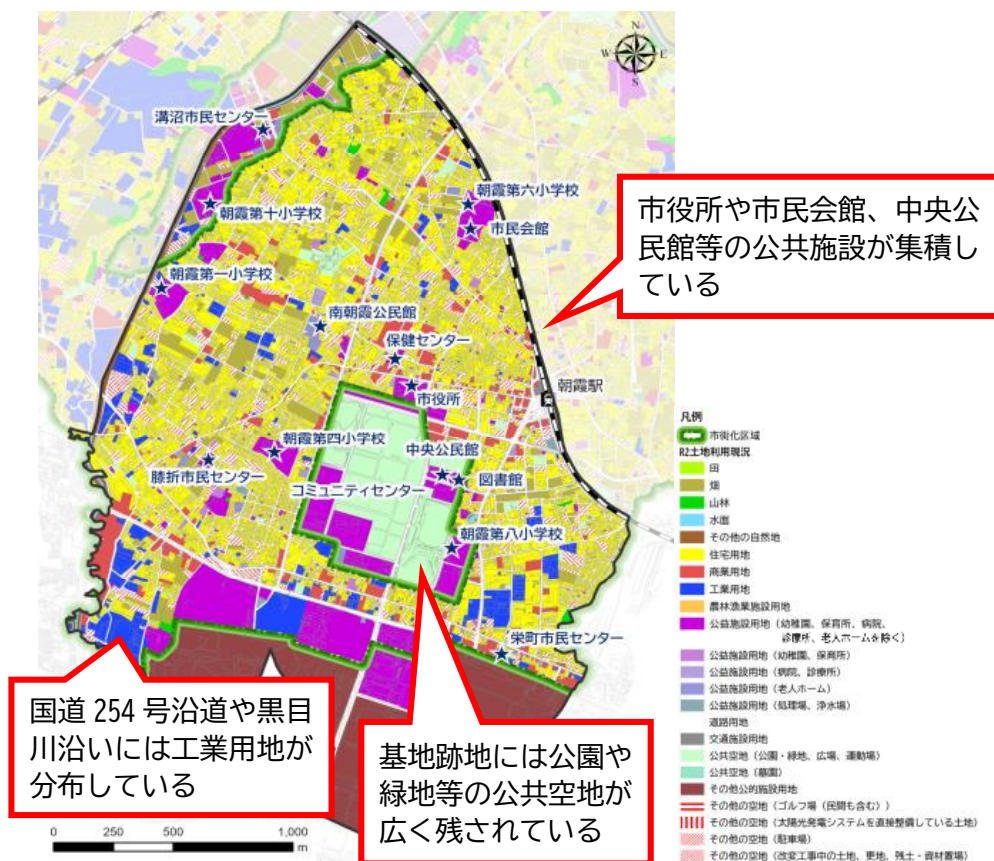 N
W
E
S
溝沼市民センター
朝霞第十小学校
朝霞第六小学校
市民会館
朝霞第一小学校
南朝霞公民館
保健センター
市役所
朝霞駅
朝霞第四小学校
中央公民館
図書館
膝折市民センター
コミュニティセンター
朝霞第八小学校
栄町市民センター
市役所や市民会館、中央公
民館等の公共施設が集積し
ている
国道 254 号沿道や黒目
川沿いには工業用地が
分布している
基地跡地には公園や
緑地等の公共空地が
広く残されている
0 250 500 1,000
m
凡例
市街化区域
R2土地利用現況
田
畑
山林
水面
その他の自然地
住宅用地
商業用地
工業用地
農林漁業施設用地
公益施設用地（幼稚園、保育所、病院、
診療所、老人ホームを除く）
公益施設用地（幼稚園、保育所）
公益施設用地（病院、診療所）
公益施設用地（老人ホーム）
公益施設用地（処理場、浄水場）
道路用地
交通施設用地
公共空地（公園・緑地、広場、運動場）
公共空地（墓園）
その他公的施設用地
その他の空地（ゴルフ場（民間も含む））
その他の空地（太陽光発電システムを直接整備している土地）
その他の空地（駐車場）
その他の空地（改変工事中の土地、更地、残土・資材置場）